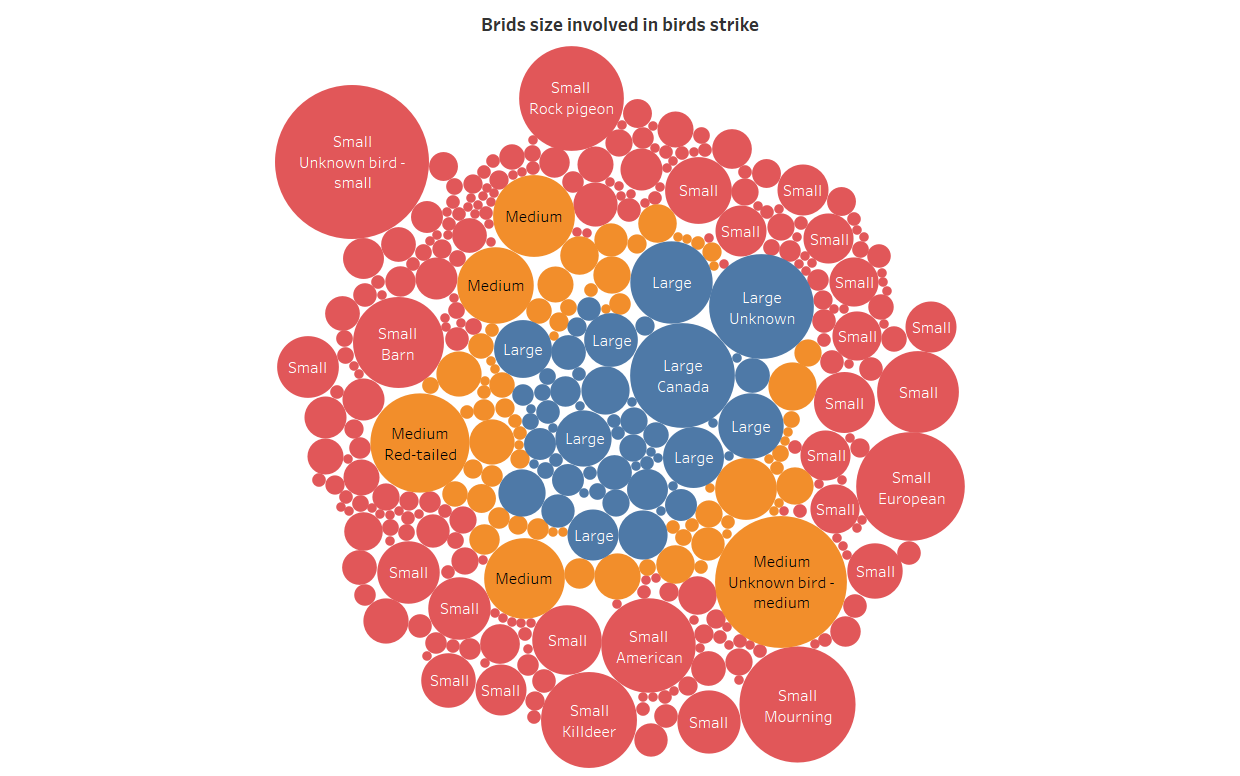 Brids size involved in birds strike
Small
Rock pigeon
Small
Unknown bird -
small
Small
Small
Medium
Small
Small
Medium
Large
Small
Large
Unknown
Small
Small
Small
Barn
Large
Large
Small
Large
Canada
Small
Small
Large
Medium
Red-tailed
Large
Large
Small
Small
European
Small
Large
Medium
Small
Medium
Unknown bird -
medium
Small
Small
Small
Small
American
Small
Small
Small
Mourning
Small
Killdeer
Small